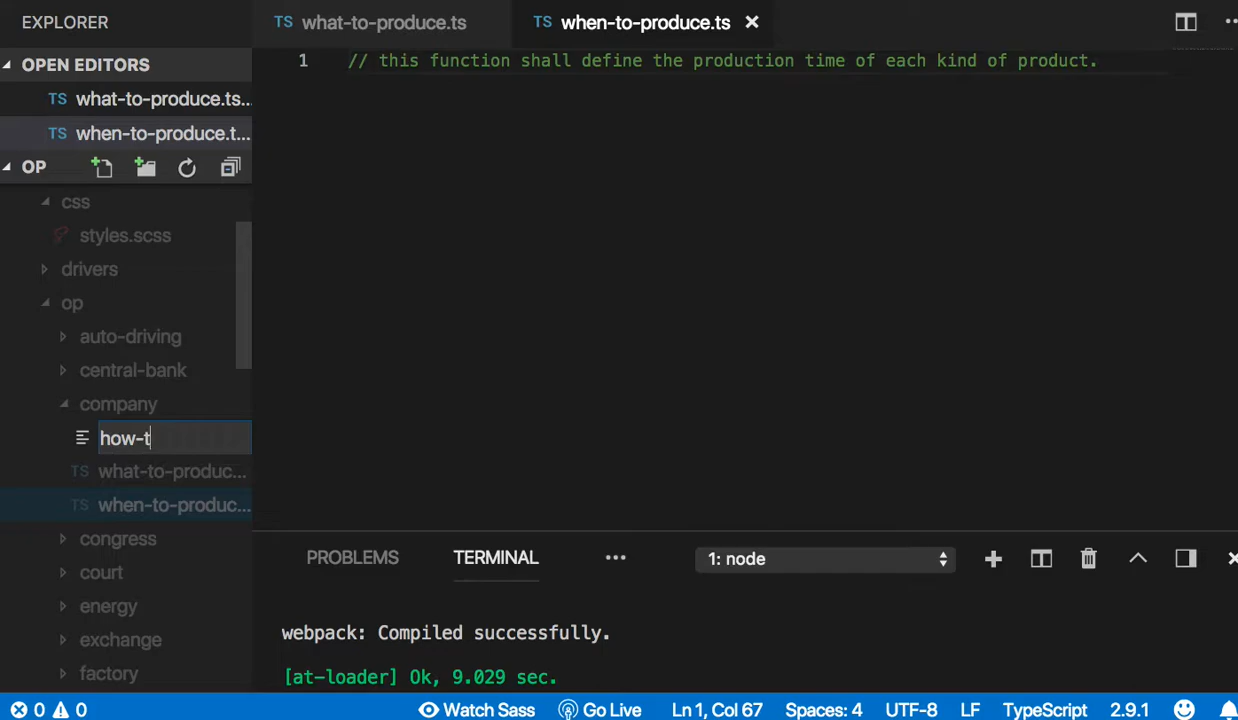 EXPLORER
TS what-to-produce.ts
TS when-to-produce.ts
OPEN EDITORS
TS what-to-produce.ts...
TS when-to-produce.t...
OP
css
styles.scss
drivers
op
auto-driving
central-bank
company
how-t
TS what-to-produc...
TS when-to-produc...
congress
court
energy
exchange
factory
1 // this function shall define the production time of each kind of product.
PROBLEMS TERMINAL ... 1: node
webpack: Compiled successfully.
[at-loader] Ok, 9.029 sec.
0 0 Watch Sass Go Live Ln 1, Col 67 Spaces: 4 UTF-8 LF TypeScript 2.9.1